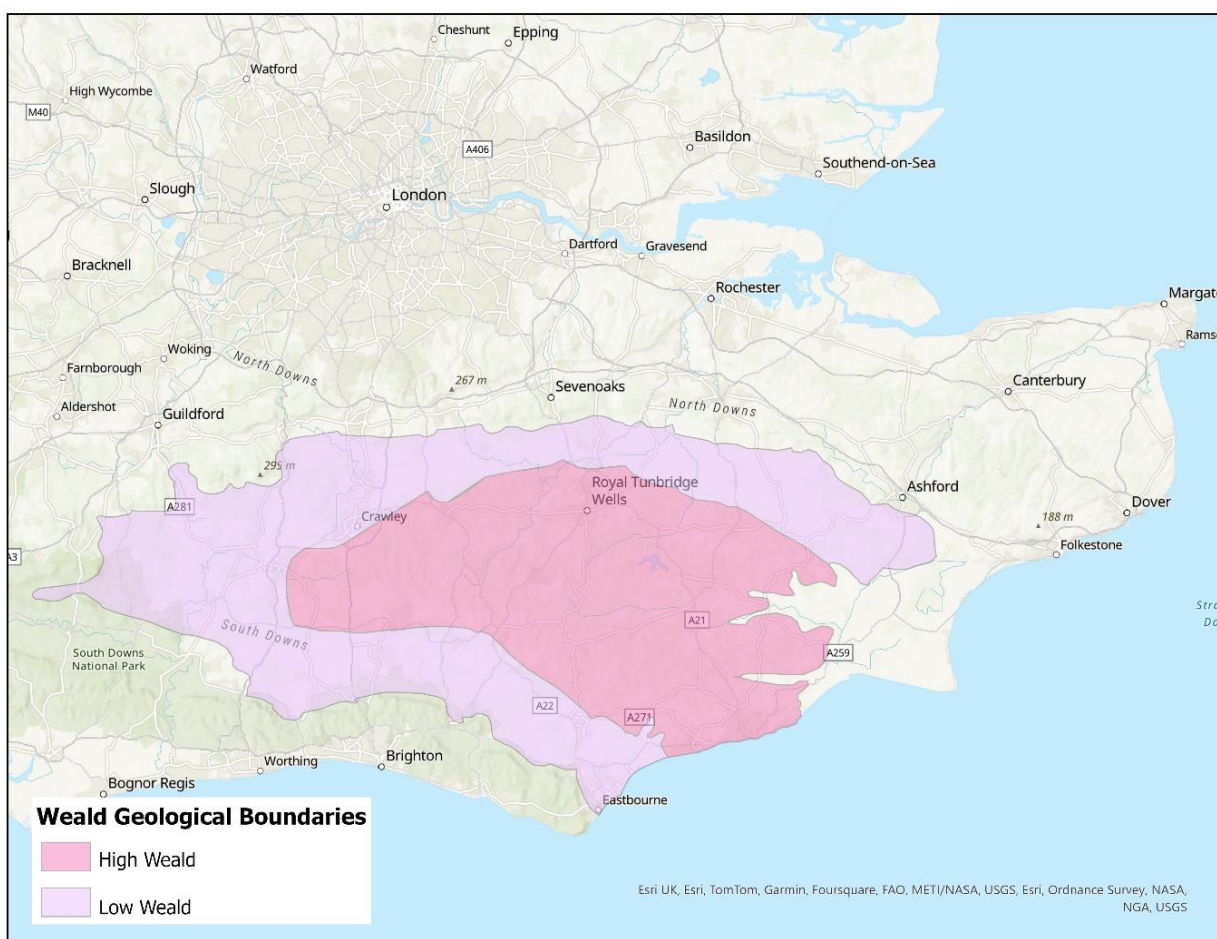 Cheshunt
Epping
Watford
High Wycombe
M40
Basildon
A406
Southend-on-Sea
Slough
London
Dartford
Gravesend
Bracknell
Rochester
Margat
Ramso
Woking
North Downs
Farnborough
267 m
Sevenoaks
Canterbury
Aldershot
Guildford
North Downs
295 m
Royal Tunbridge
Wells
Ashford
A281
Crawley
Dover
188 m
Folkestone
A3
Stra
Do
A21
South Downs
South Downs
National Park
A259
A22
A271
Brighton
Worthing
Bognor Regis
Eastbourne
Weald Geological Boundaries
High Weald
Low Weald
Esri UK, Esri, TomTom, Garmin, Foursquare, FAO, METI/NASA, USGS, Esri, Ordnance Survey, NASA,
NGA, USGS